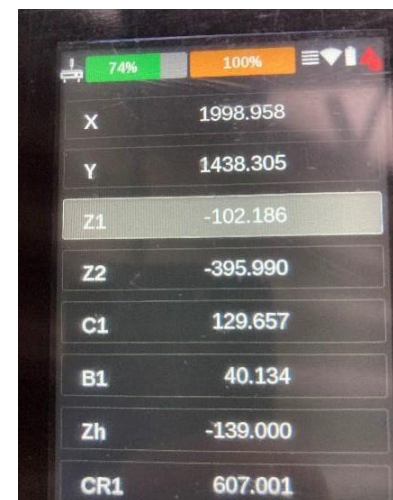 74% 100%
X 1998.958
Y 1438.305
Z1 -102.186
Z2 -395.990
C1 129.657
B1 40.134
Zh -139.000
CR1 607.001